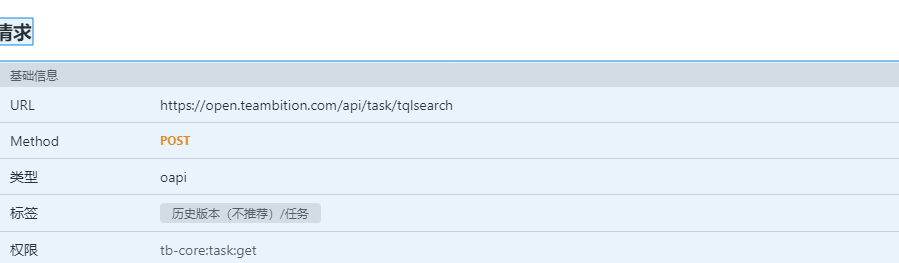 请求
基础信息
URL https://open.teambition.com/api/task/tqlsearch
Method POST
类型 oapi
标签 历史版本（不推荐）/任务
权限 tb-core:task:get